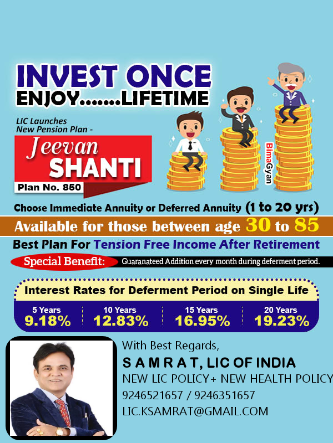 INVEST ONCE
ENJOY.......LIFETIME
LIC Launches
New Pension Plan -
Jeevan
SHANTI
Plan No. 850
BimaGyan
Choose Immediate Annuity or Deferred Annuity (1 to 20 yrs)
Available for those between age 30 to 85
Best Plan For Tension Free Income After Retirement
Special Benefit: Guaranateed Addition every month during deferment period.
Interest Rates for Deferment Period on Single Life
5 Years 10 Years 15 Years 20 Years
9.18% 12.83% 16.95% 19.23%
With Best Regards,
S A M R A T, LIC OF INDIA
NEW LIC POLICY+ NEW HEALTH POLICY
9246521657 / 9246351657
LIC.KSAMRAT@GMAIL.COM